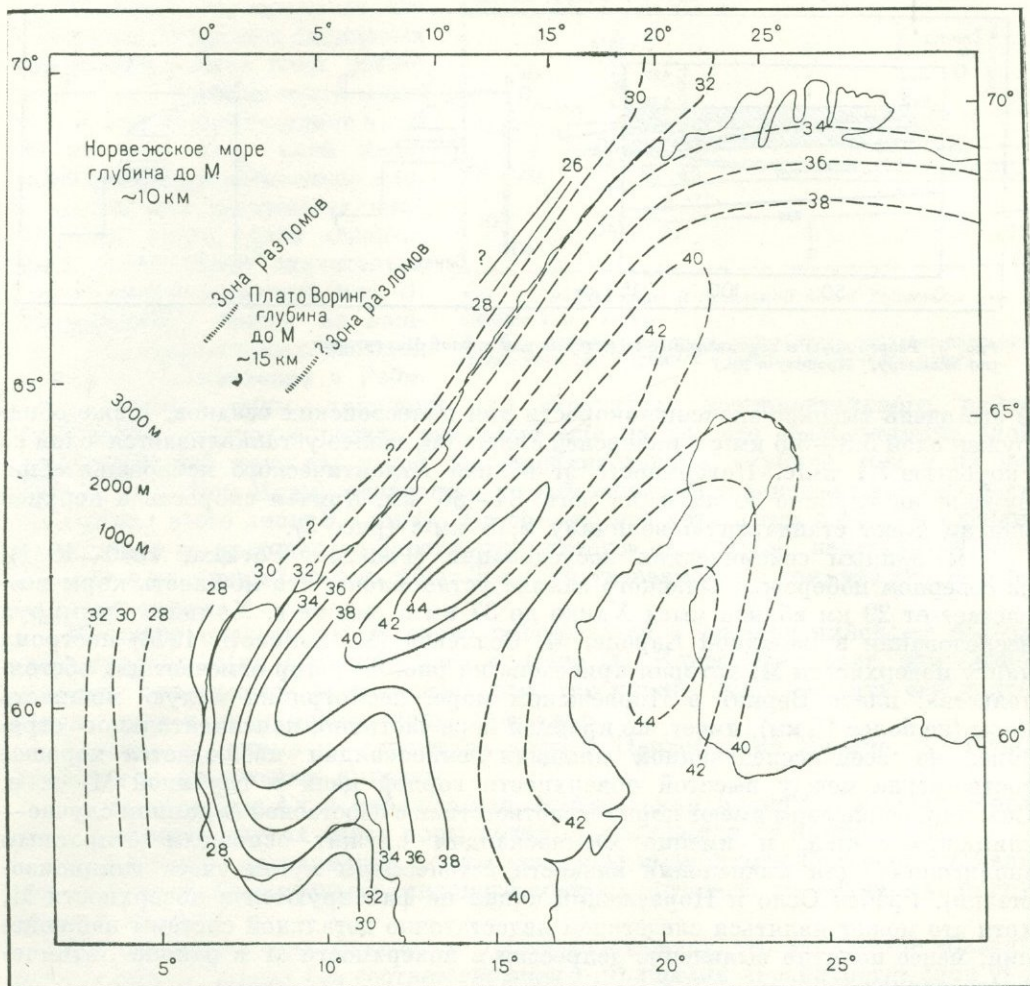 0° 5° 10° 15° 20° 25°
70°
70°
30
32
34
36
38
26
Норвежское море
глубина до М
~10 км
Зона разломов
?
28
Плато Воринг
глубина
до М
~15 км
Зона разломов
40
42
65°
65°
3000 м
2000 м
1000 м
?
?
30 32
28
34 36
38
40
42
44
32 30 28
60°
60°
44
42
40
42
28
34 36 38
32
30
40
5° 10° 15° 20° 25°